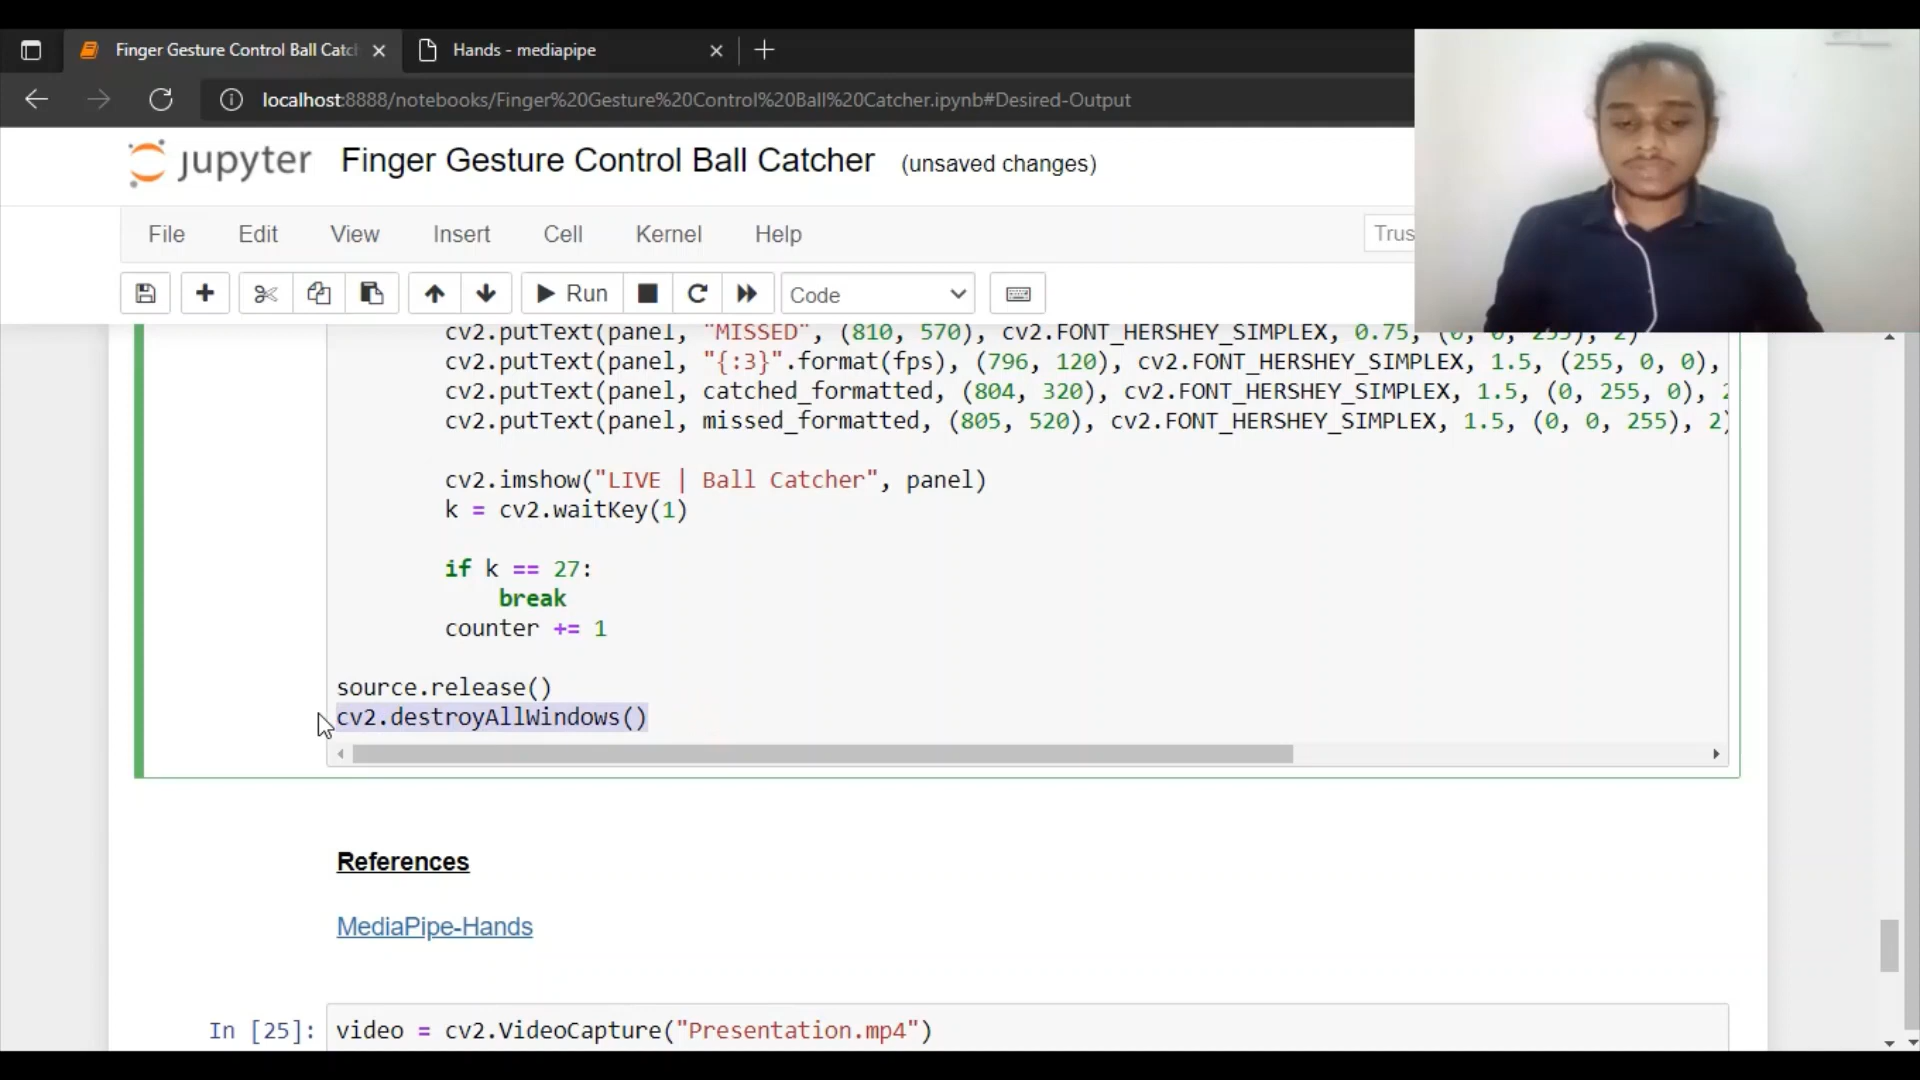 Finger Gesture Control Ball Catc
Hands - mediapipe
localhost:8888/notebooks/Finger%20Gesture%20Control%20Ball%20Catcher.ipynb#Desired-Output
jupyter Finger Gesture Control Ball Catcher (unsaved changes)
File Edit View Insert Cell Kernel Help Trus
Run Code
cv2.putText(panel, "MISSED", (810, 570), cv2.FONT_HERSHEY_SIMPLEX, 0.75, (0, 0, 255), 2)
cv2.putText(panel, "{:3}".format(fps), (796, 120), cv2.FONT_HERSHEY_SIMPLEX, 1.5, (255, 0, 0),
cv2.putText(panel, catched_formatted, (804, 320), cv2.FONT_HERSHEY_SIMPLEX, 1.5, (0, 255, 0), 2
cv2.putText(panel, missed_formatted, (805, 520), cv2.FONT_HERSHEY_SIMPLEX, 1.5, (0, 0, 255), 2)
cv2.imshow("LIVE | Ball Catcher", panel)
k = cv2.waitKey(1)
if k == 27:
break
counter += 1
source.release()
cv2.destroyAllWindows()
References
MediaPipe-Hands
In [25]: video = cv2.VideoCapture("Presentation.mp4")